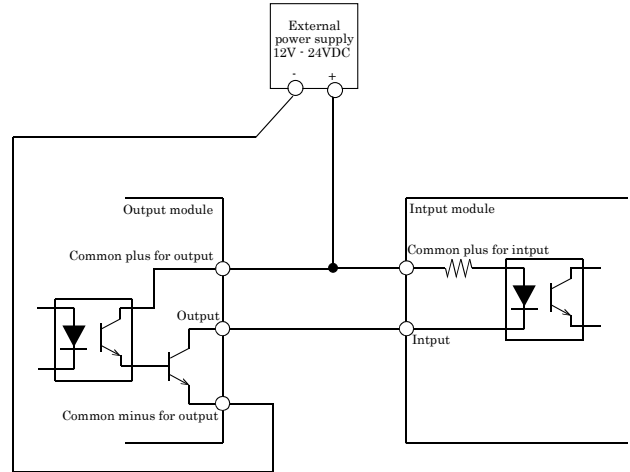 External
power supply
12V - 24VDC
- +
Output module
Intput module
Common plus for output
Common plus for intput
Output
Intput
Common minus for output